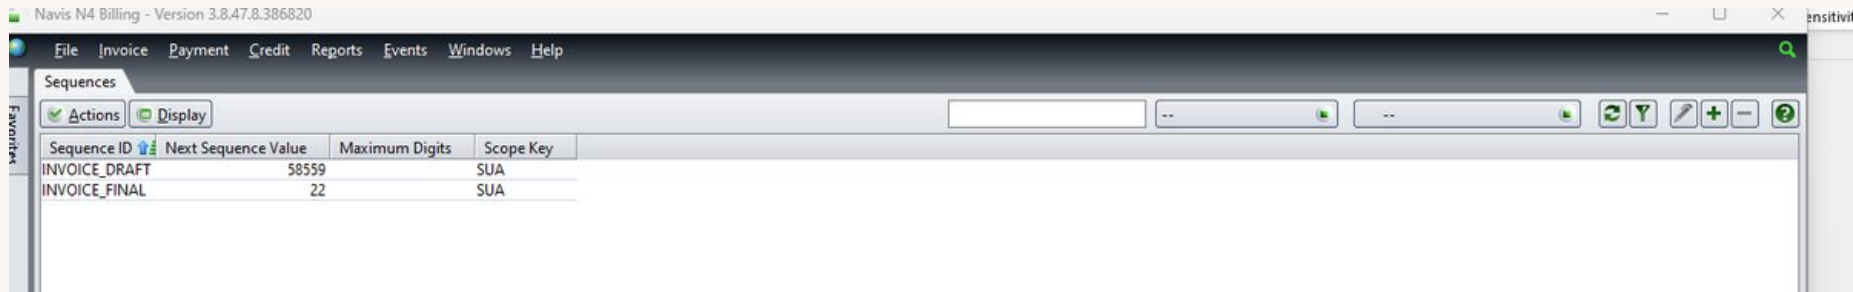 Navis N4 Billing - Version 3.8.47.8.386820
ensitivit
File Invoice Payment Credit Reports Events Windows Help
Sequences
Favorites
Actions Display -- --
Sequence ID Next Sequence Value Maximum Digits Scope Key
INVOICE_DRAFT 58559 SUA
INVOICE_FINAL 22 SUA